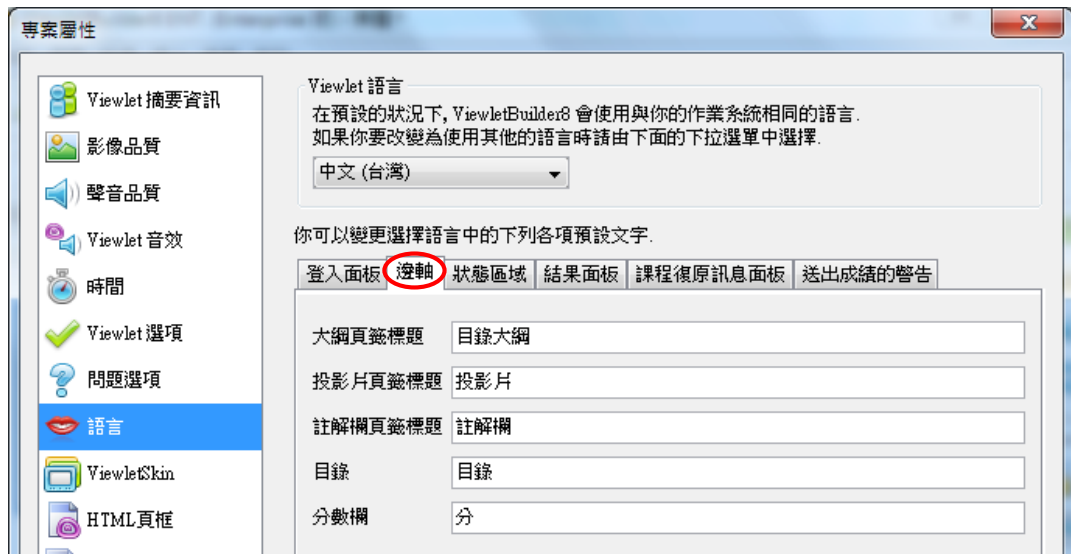 專案屬性
Viewlet 摘要資訊
影像品質
聲音品質
Viewlet 音效
時間
Viewlet 選項
問題選項
語言
ViewletSkin
HTML頁框
Viewlet 語言
在預設的狀況下, ViewletBuilder8 會使用與你的作業系統相同的語言.
如果你要改變為使用其他的語言時請由下面的下拉選單中選擇.
中文 (台灣)
你可以變更選擇語言中的下列各項預設文字.
登入面板 邊軸 狀態區域 結果面板 課程復原訊息面板 送出成績的警告
大綱頁籤標題 目錄大綱
投影片頁籤標題 投影片
註解欄頁籤標題 註解欄
目錄 目錄
分數欄 分